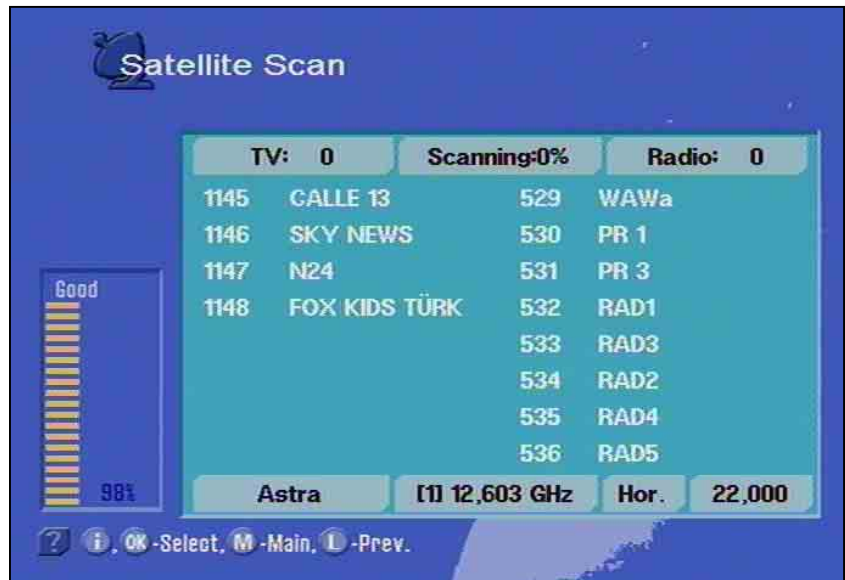 Satellite Scan
TV: 0 Scanning:0% Radio: 0
1145 CALLE 13 529 WAWa
1146 SKY NEWS 530 PR 1
1147 N24 531 PR 3
1148 FOX KIDS TÜRK 532 RAD1
533 RAD3
534 RAD2
535 RAD4
536 RAD5
Good
98%
Astra [1] 12,603 GHz Hor. 22,000
? i, OK -Select, M -Main, L -Prev.